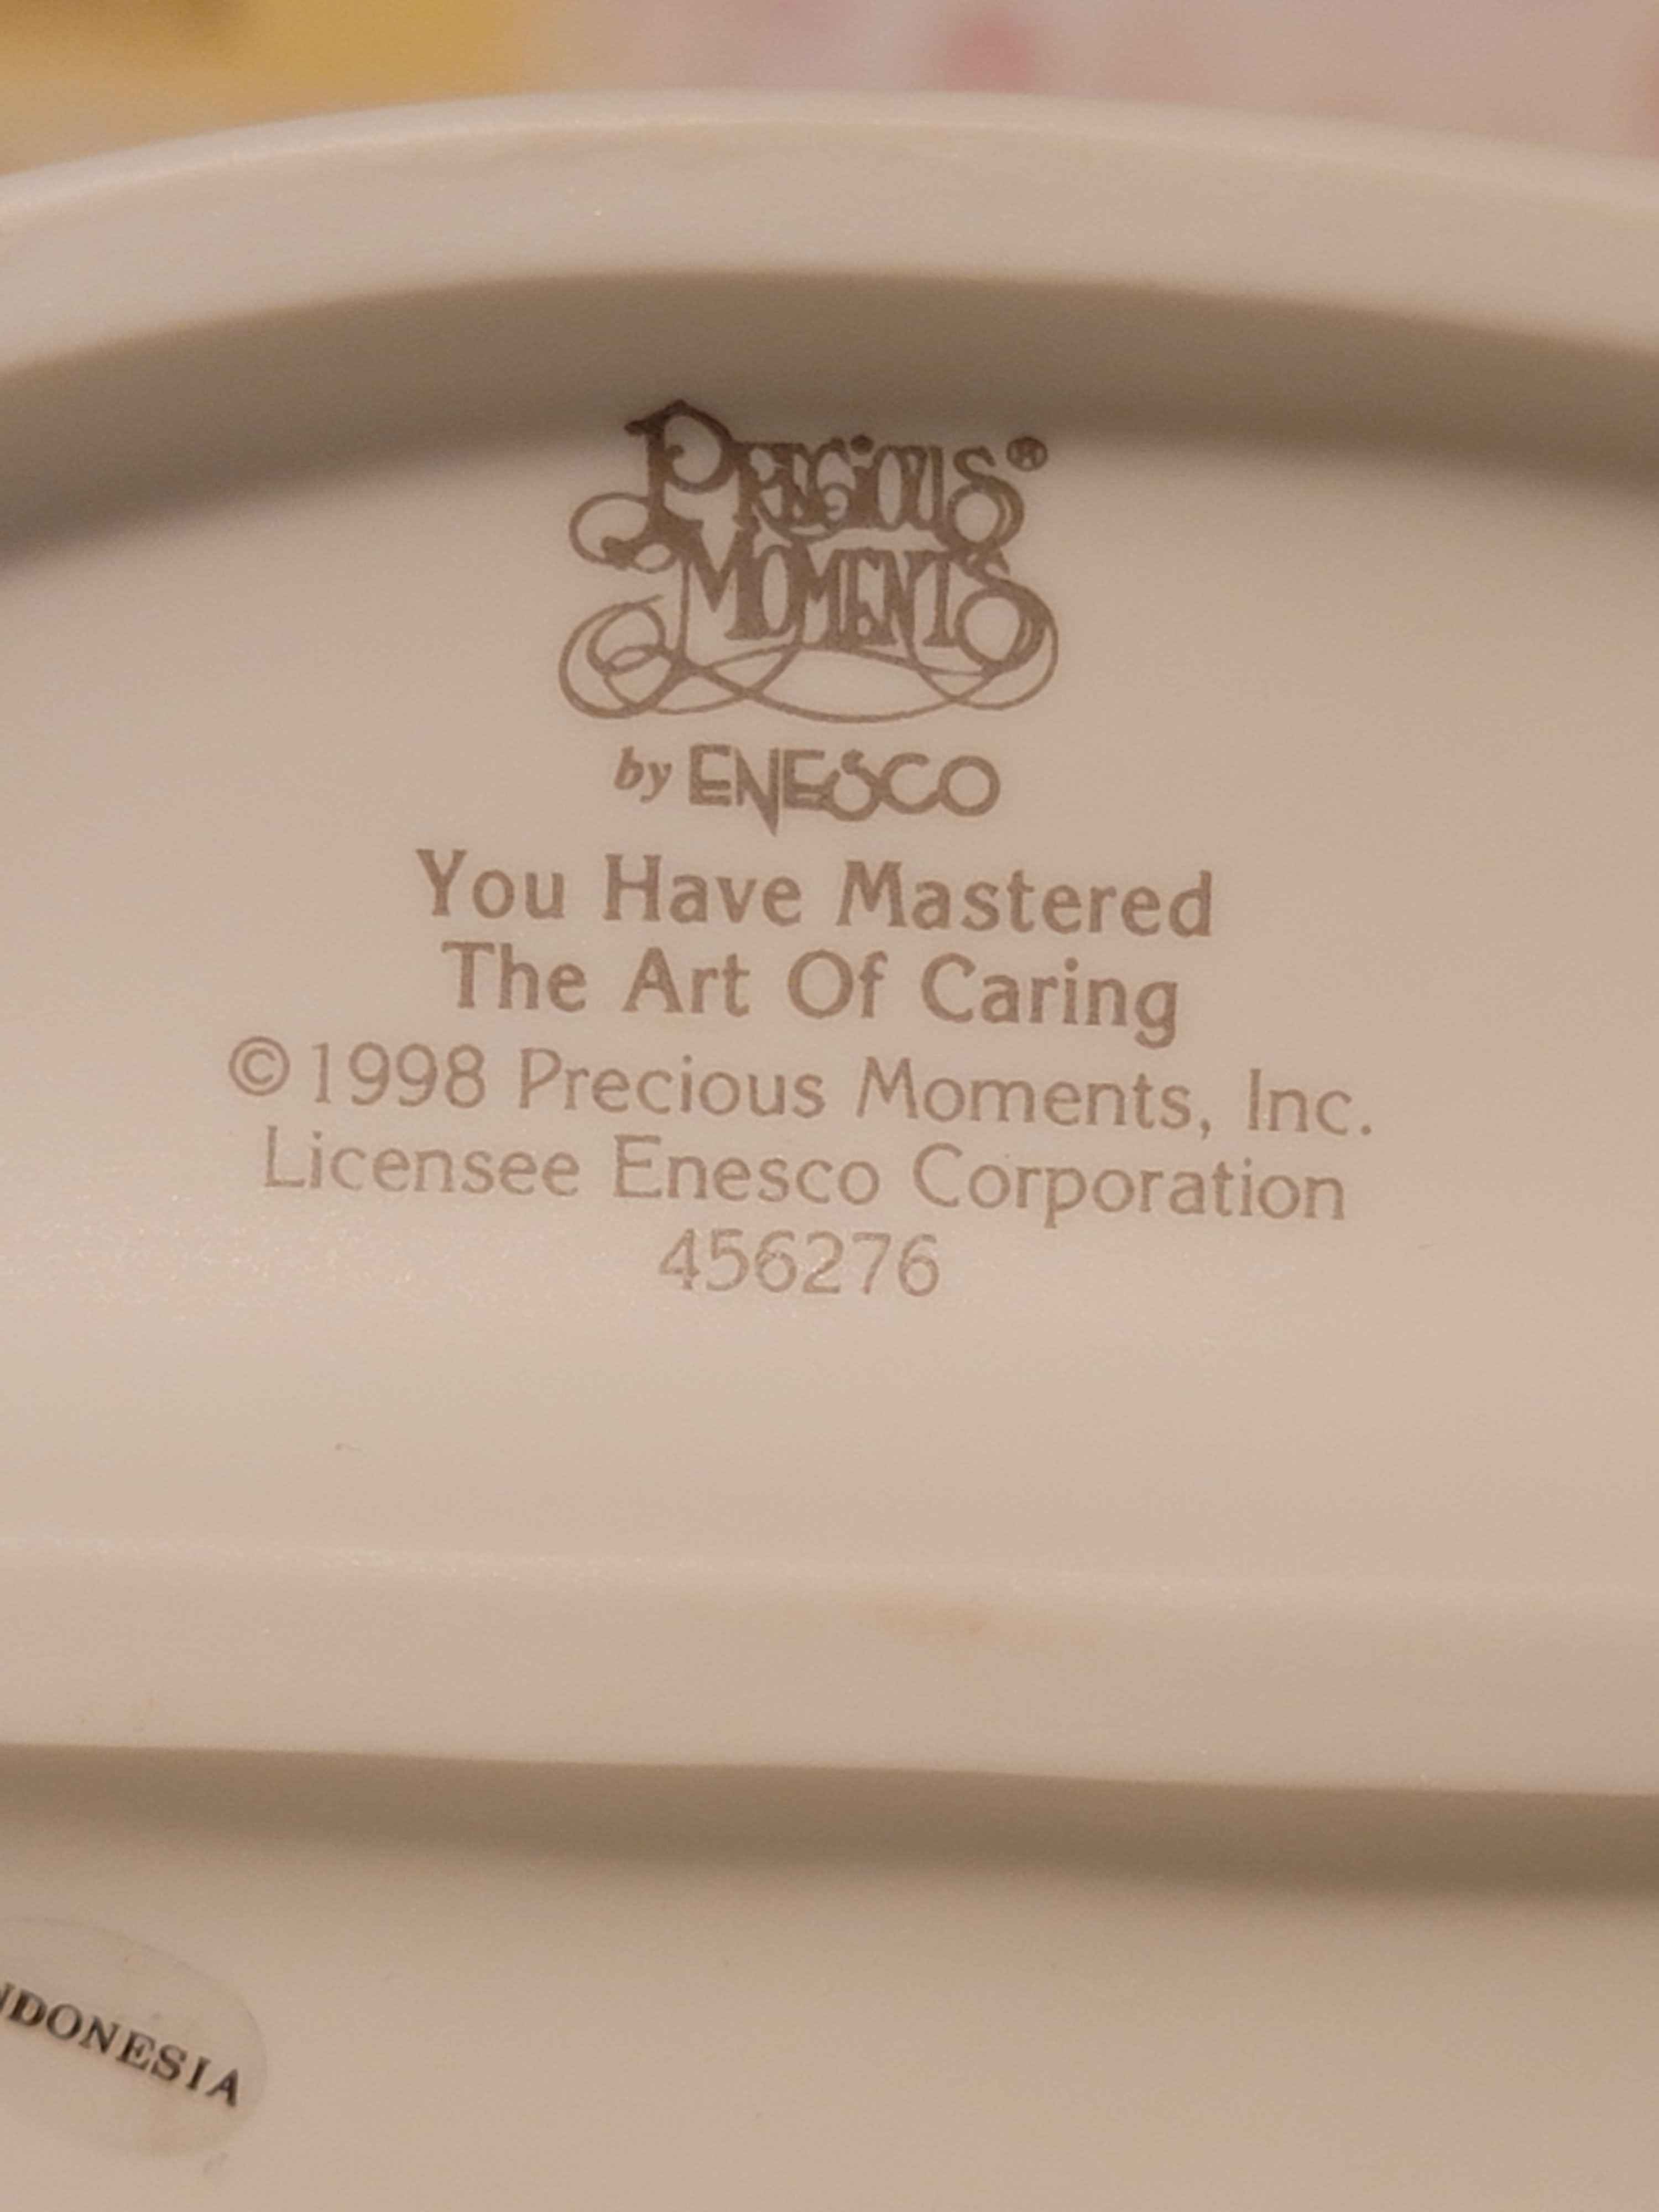 PRECIOUS®
MOMENTS
by ENESCO
You Have Mastered
The Art Of Caring
©1998 Precious Moments, Inc.
Licensee Enesco Corporation
456276
NDONESIA